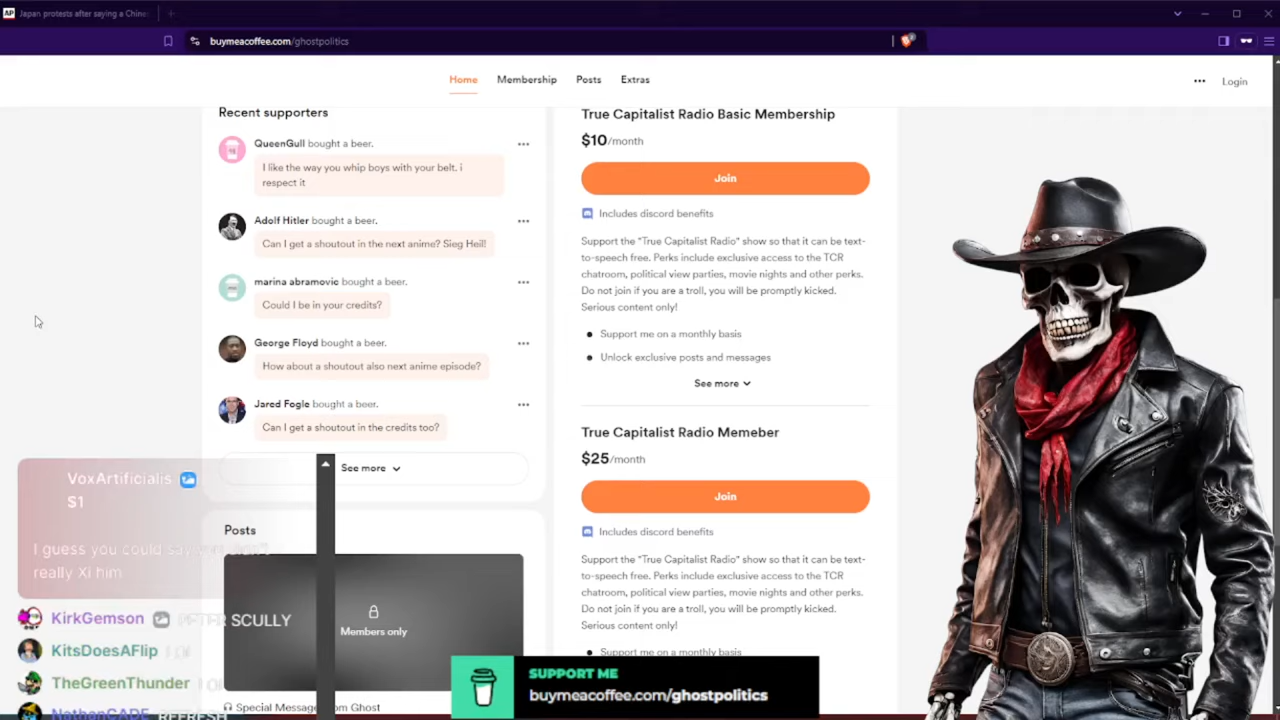 Japan protests after saying a Chine
buymeacoffee.com/ghostpolitics
Home Membership Posts Extras
Login
Recent supporters
QueenGull bought a beer.
I like the way you whip boys with your belt. i
respect it
Adolf Hitler bought a beer.
Can I get a shoutout in the next anime? Sieg Heil!
marina abramovic bought a beer.
Could I be in your credits?
George Floyd bought a beer.
How about a shoutout also next anime episode?
Jared Fogle bought a beer.
Can I get a shoutout in the credits too?
See more
Posts
Members only
Special Message from Ghost
True Capitalist Radio Basic Membership
$10/month
Join
Includes discord benefits
Support the "True Capitalist Radio" show so that it can be text-
to-speech free. Perks include exclusive access to the TCR
chatroom, political view parties, movie nights and other perks.
Do not join if you are a troll, you will be promptly kicked.
Serious content only!
Support me on a monthly basis
Unlock exclusive posts and messages
See more
True Capitalist Radio Memeber
$25/month
Join
Includes discord benefits
Support the "True Capitalist Radio" show so that it can be text-
to-speech free. Perks include exclusive access to the TCR
chatroom, political view parties, movie nights and other perks.
Do not join if you are a troll, you will be promptly kicked.
Serious content only!
Support me on a monthly basis
VoxArtificialis
$1
I guess you could say
really Xi him
KirkGemson SCULLY
KitsDoesAFlip
TheGreenThunder
NathanCADE REFRESH
SUPPORT ME
buymeacoffee.com/ghostpolitics